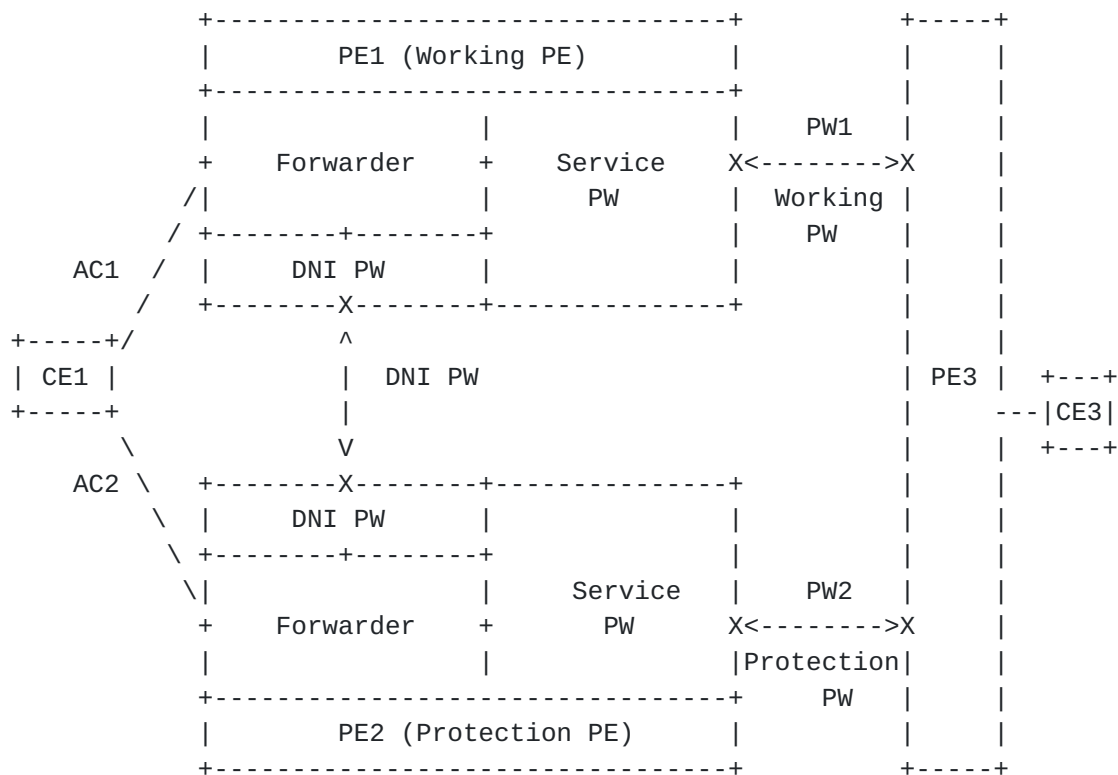 PE1 (Working PE)
PW1
Forwarder Service
PW Working
PW
AC1 DNI PW
CE1 DNI PW PE3
CE3
AC2
DNI PW
Service PW2
Forwarder PW
Protection
PW
PE2 (Protection PE)